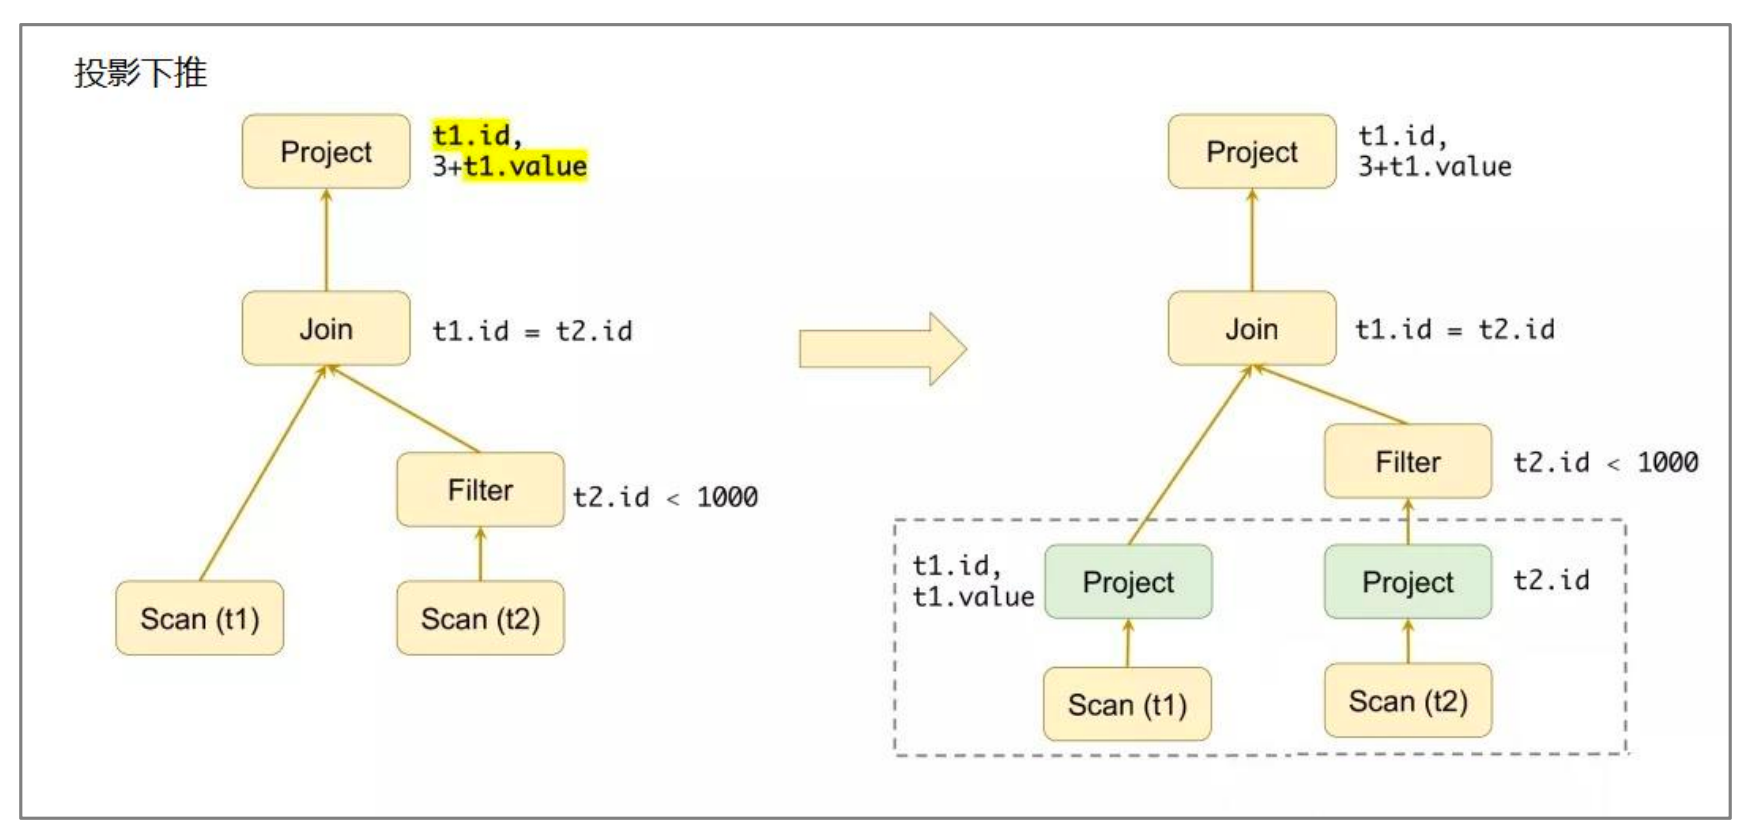 投影下推
Project
t1.id,
3+t1.value
Join
t1.id = t2.id
Filter
t2.id < 1000
Scan (t1)
Scan (t2)
Project
t1.id,
3+t1.value
Join
t1.id = t2.id
Filter
t2.id < 1000
t1.id,
t1.value
Project
Project
t2.id
Scan (t1)
Scan (t2)